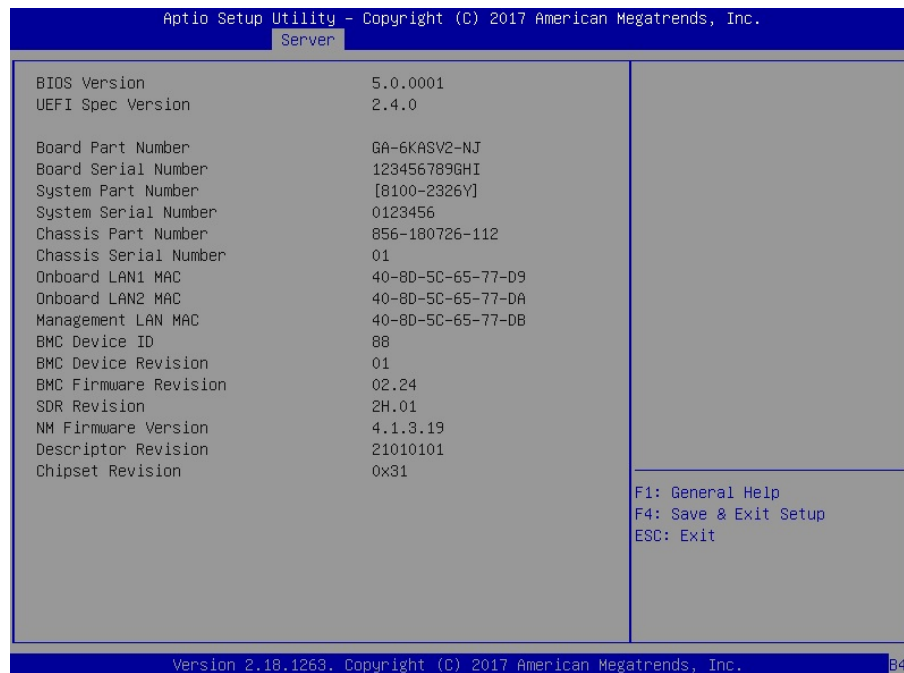 Aptio Setup Utility – Copyright (C) 2017 American Megatrends, Inc.
Server
BIOS Version 5.0.0001
UEFI Spec Version 2.4.0
Board Part Number GA-6KASV2-NJ
Board Serial Number 123456789GHI
System Part Number [8100-2326Y]
System Serial Number 0123456
Chassis Part Number 856-180726-112
Chassis Serial Number 01
Onboard LAN1 MAC 40-8D-5C-65-77-D9
Onboard LAN2 MAC 40-8D-5C-65-77-DA
Management LAN MAC 40-8D-5C-65-77-DB
BMC Device ID 88
BMC Device Revision 01
BMC Firmware Revision 02.24
SDR Revision 2H.01
NM Firmware Version 4.1.3.19
Descriptor Revision 21010101
Chipset Revision 0x31
F1: General Help
F4: Save & Exit Setup
ESC: Exit
Version 2.18.1263. Copyright (C) 2017 American Megatrends, Inc.
B4